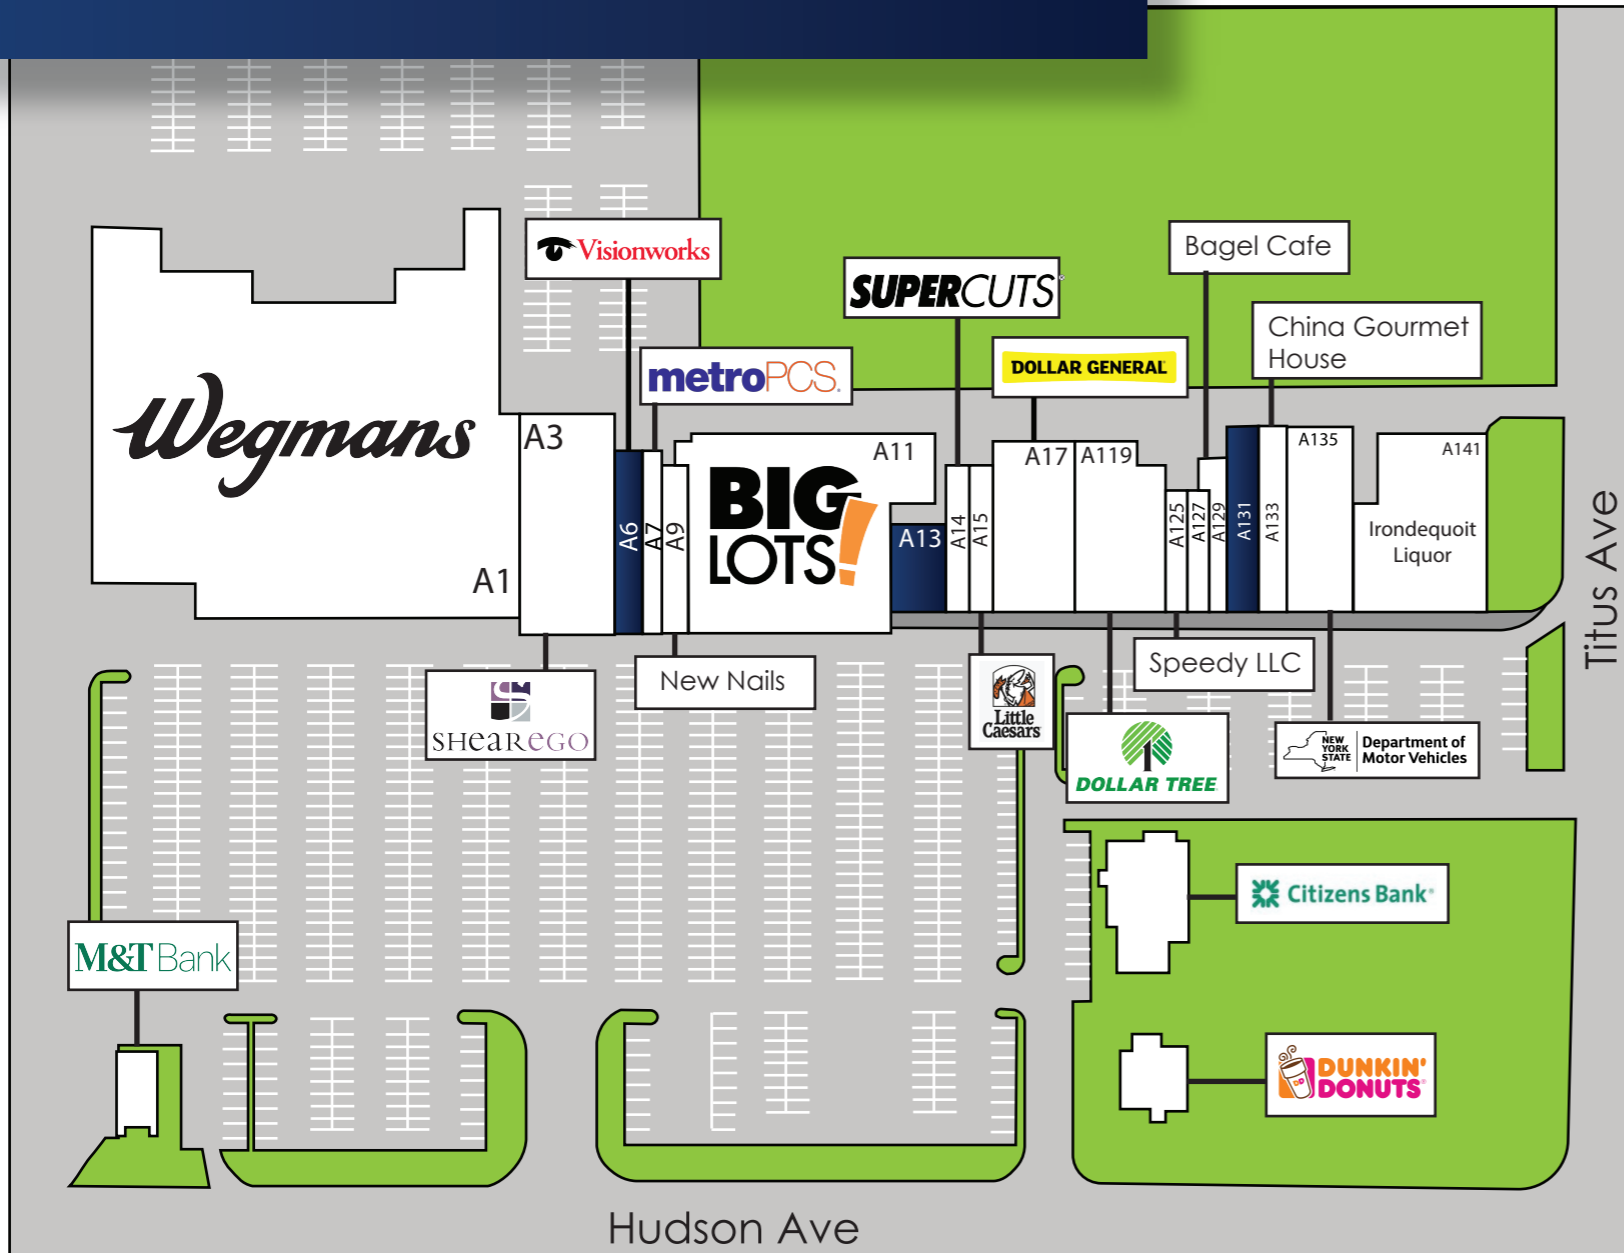 Visionworks
Bagel Cafe
SUPERCUTS
China Gourmet
House
metroPCS.
DOLLAR GENERAL
Wegmans
A3
A11
A17
A119
A135
A141
BIG
LOTS!
A6
A7
A9
A13
A14
A15
A125
A127
A129
A131
A133
Irondequoit
Liquor
A1
Titus Ave
New Nails
Speedy LLC
SHEAREGO
Little
Caesars
DOLLAR TREE
NEW
YORK
STATE
Department of
Motor Vehicles
Citizens Bank
M&T Bank
DUNKIN'
DONUTS
Hudson Ave